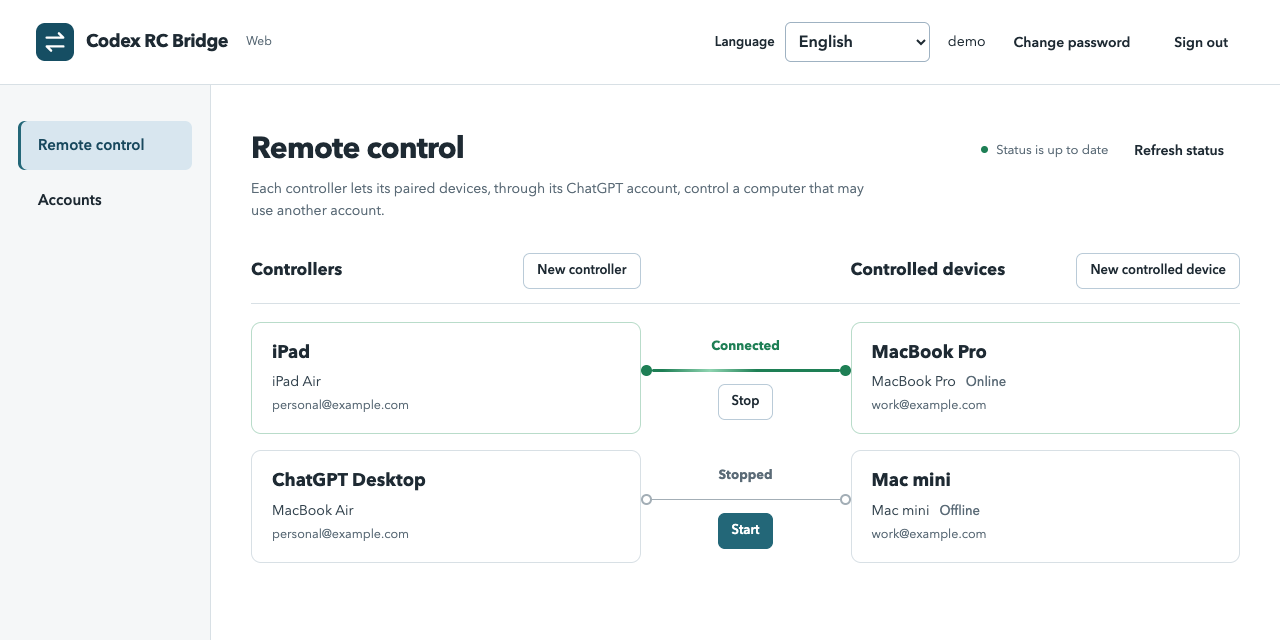 Codex RC Bridge
Web
Language
English
demo
Change password
Sign out
Remote control
Accounts
Remote control
Status is up to date
Refresh status
Each controller lets its paired devices, through its ChatGPT account, control a computer that may
use another account.
Controllers
New controller
Controlled devices
New controlled device
iPad
iPad Air
personal@example.com
Connected
Stop
MacBook Pro
MacBook Pro Online
work@example.com
ChatGPT Desktop
MacBook Air
personal@example.com
Stopped
Start
Mac mini
Mac mini Offline
work@example.com